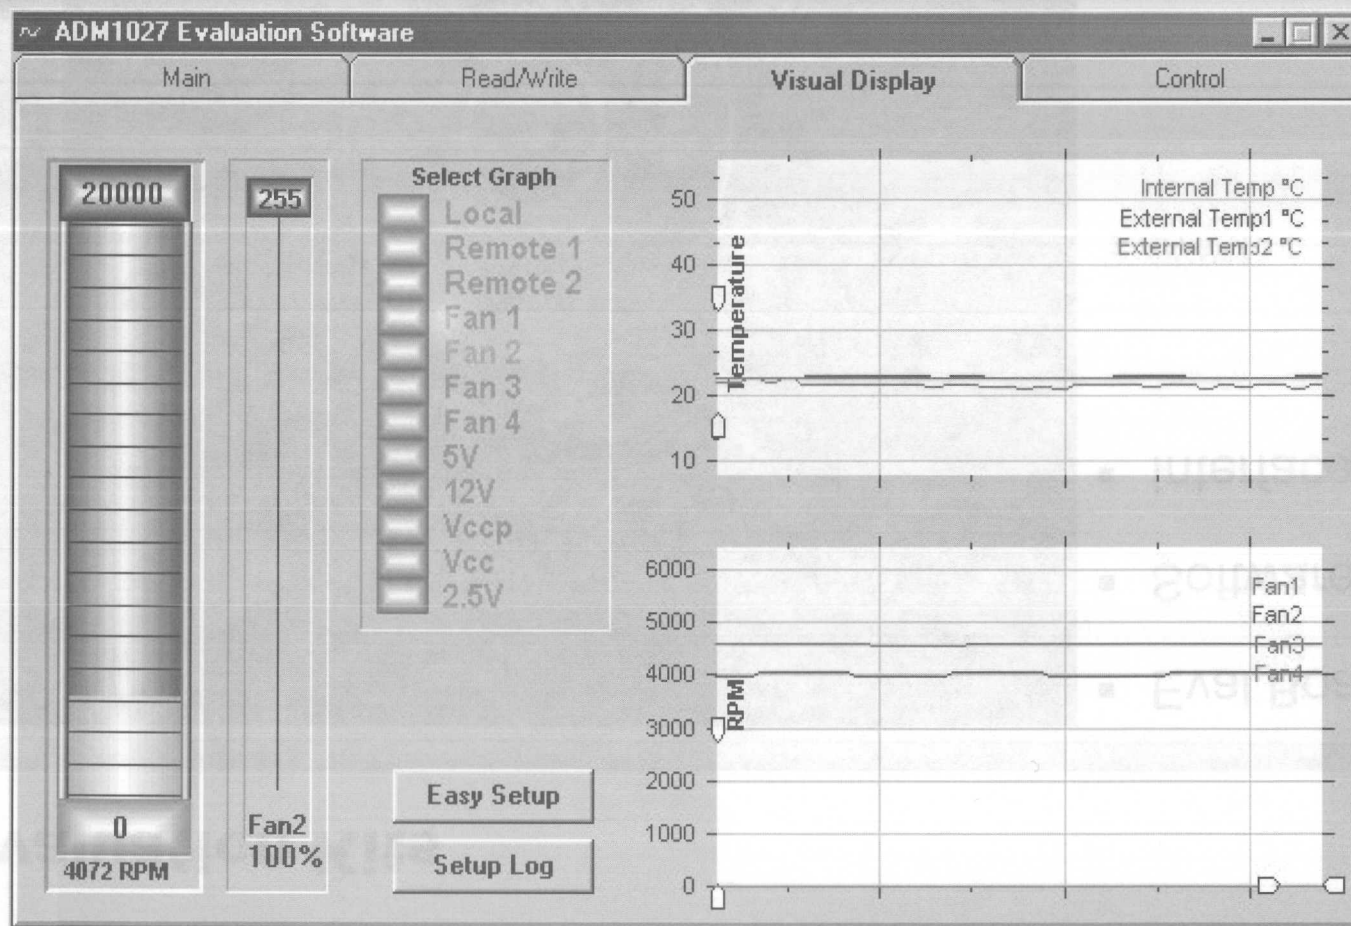 ADM1027 Evaluation Software
Main
Read/Write
Visual Display
Control
20000
0
4072 RPM
255
Fan2
100%
Select Graph
Local
Remote 1
Remote 2
Fan 1
Fan 2
Fan 3
Fan 4
5V
12V
Vccp
Vcc
2.5V
Easy Setup
Setup Log
Temperature
50
40
30
20
10
Internal Temp °C
External Temp1 °C
External Temp2 °C
RPM
6000
5000
4000
3000
2000
1000
0
Fan1
Fan2
Fan3
Fan4
Interface
Software